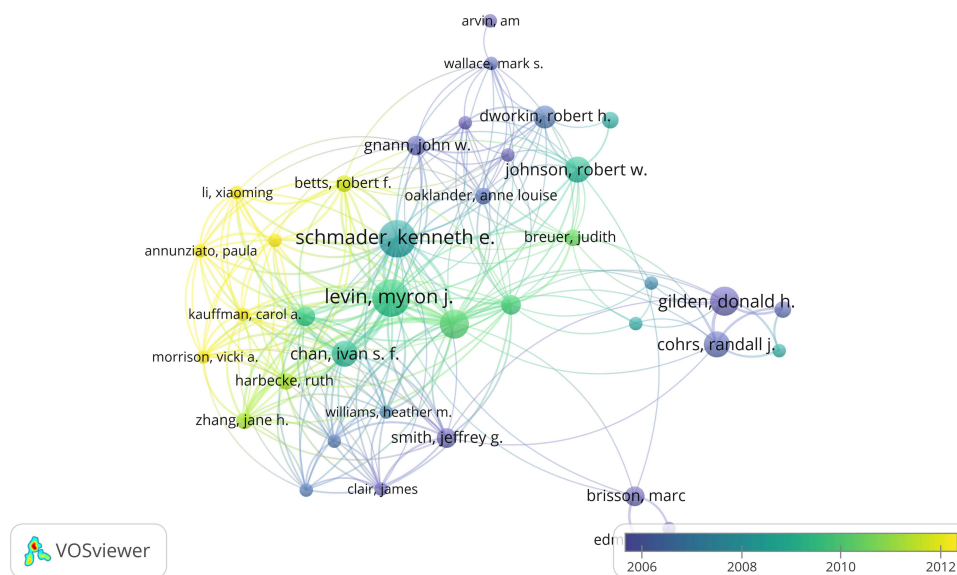 arvin, am
wallace, mark s.
dworkin, robert h.
gnann, john w.
johnson, robert w.
li, xiaoming
betts, robert f.
oaklander, anne louise
schmader, kenneth e.
breuer, judith
annunziato, paula
levin, myron j.
gilden, donald h.
kauffman, carol a.
cohrs, randall j.
morrison, vicki a.
chan, ivan s. f.
harbecke, ruth
williams, heather m.
zhang, jane h.
smith, jeffrey g.
clair, james
brisson, marc
VOSviewer
2006 2008 2010 2012